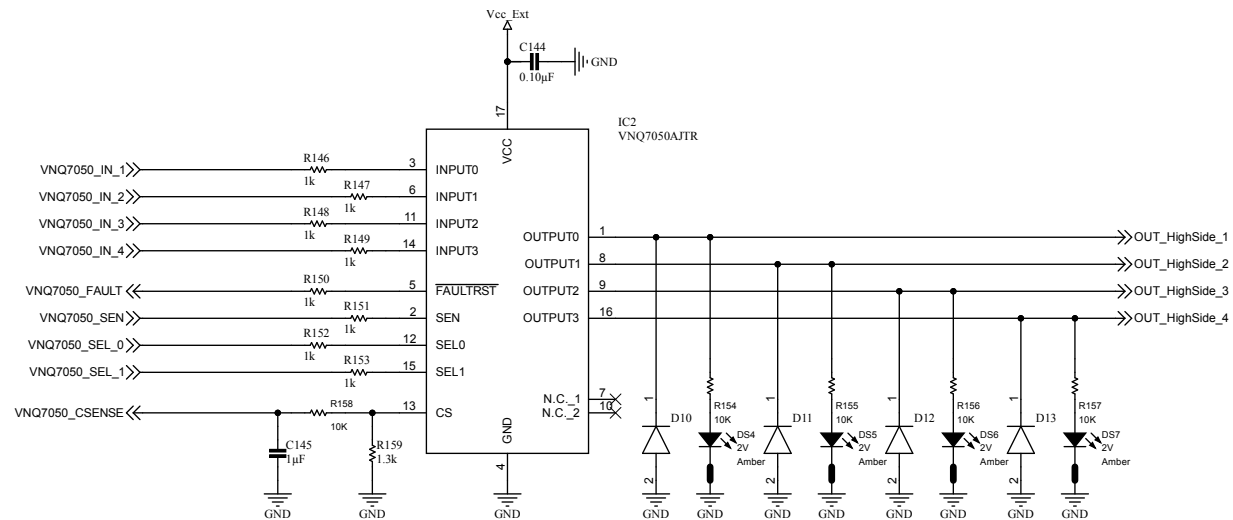 Vcc_Ext
C144
0.10µF
GND
17
VCC
IC2
VNQ7050AJTR
VNQ7050_IN_1
R146
1k
3
INPUT0
VNQ7050_IN_2
R147
1k
6
INPUT1
VNQ7050_IN_3
R148
1k
11
INPUT2
VNQ7050_IN_4
R149
1k
14
INPUT3
VNQ7050_FAULT
R150
1k
5
FAULTRST
VNQ7050_SEN
R151
1k
2
SEN
VNQ7050_SEL_0
R152
1k
12
SEL0
VNQ7050_SEL_1
R153
1k
15
SEL1
VNQ7050_CSENSE
R158
10K
13
CS
C145
1µF
GND
R159
1.3k
GND
GND
4
GND
OUTPUT0
1
OUT_HighSide_1
OUTPUT1
8
OUT_HighSide_2
OUTPUT2
9
OUT_HighSide_3
OUTPUT3
16
OUT_HighSide_4
N.C._1
7
N.C._2
10
1
D10
2
GND
R154
10K
DS4
2V
Amber
GND
1
D11
2
GND
R155
10K
DS5
2V
Amber
GND
1
D12
2
GND
R156
10K
DS6
2V
Amber
GND
1
D13
2
GND
R157
10K
DS7
2V
Amber
GND